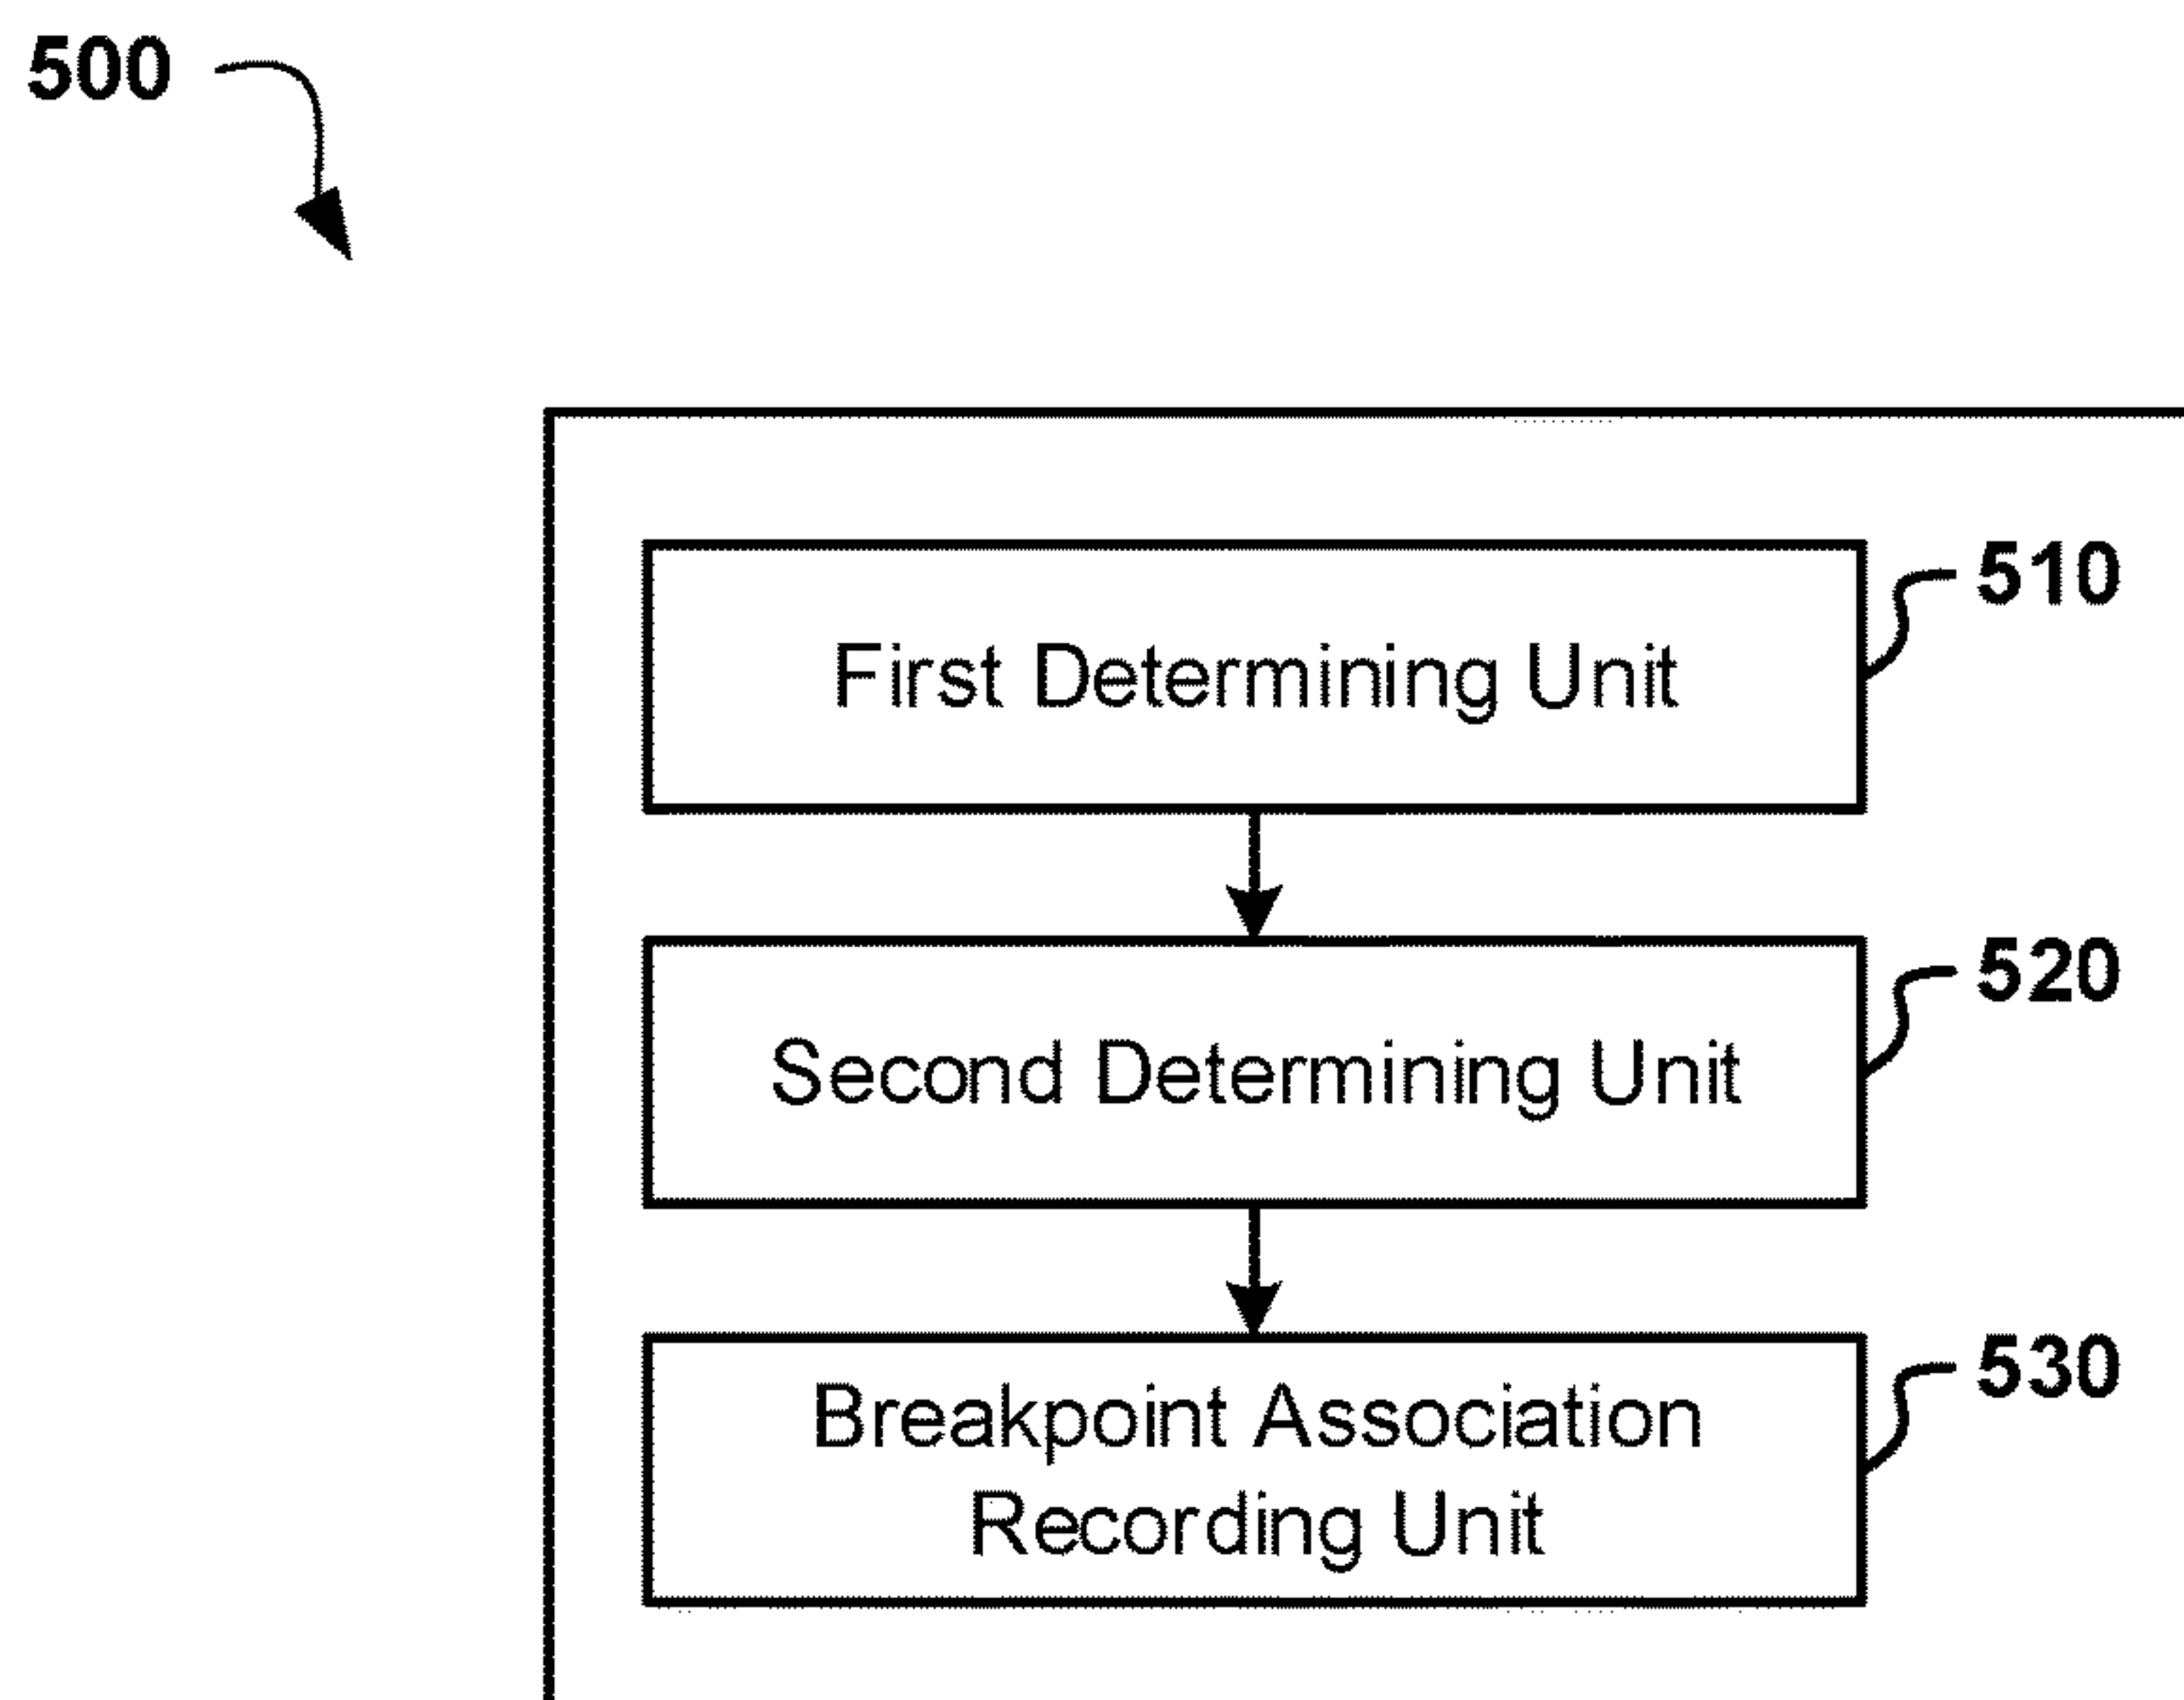 500
510
First Determining Unit
520
Second Determining Unit
530
Breakpoint Association
Recording Unit